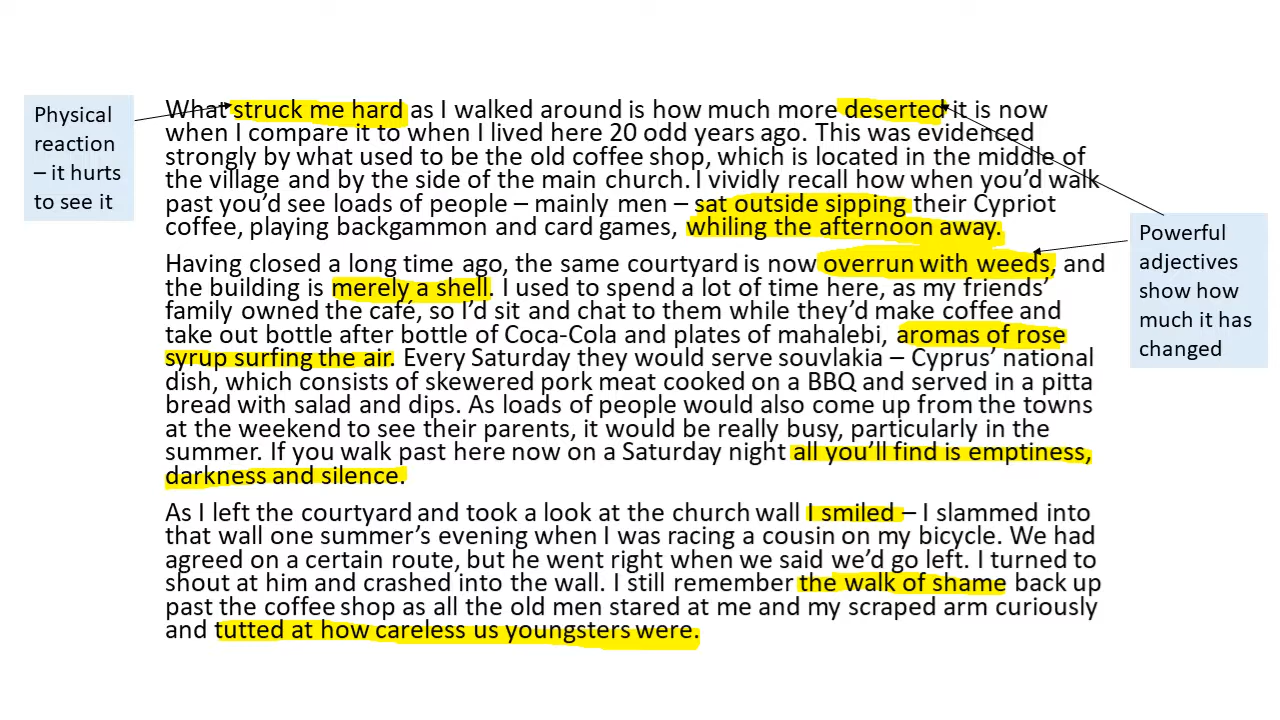 Physical
reaction
– it hurts
to see it
What struck me hard as I walked around is how much more deserted it is now
when I compare it to when I lived here 20 odd years ago. This was evidenced
strongly by what used to be the old coffee shop, which is located in the middle of
the village and by the side of the main church. I vividly recall how when you’d walk
past you’d see loads of people – mainly men – sat outside sipping their Cypriot
coffee, playing backgammon and card games, whiling the afternoon away.
Having closed a long time ago, the same courtyard is now overrun with weeds, and
the building is merely a shell. I used to spend a lot of time here, as my friends’
family owned the café, so I’d sit and chat to them while they’d make coffee and
take out bottle after bottle of Coca-Cola and plates of mahalebi, aromas of rose
syrup surfing the air. Every Saturday they would serve souvlakia – Cyprus’ national
dish, which consists of skewered pork meat cooked on a BBQ and served in a pitta
bread with salad and dips. As loads of people would also come up from the towns
at the weekend to see their parents, it would be really busy, particularly in the
summer. If you walk past here now on a Saturday night all you’ll find is emptiness,
darkness and silence.
As I left the courtyard and took a look at the church wall I smiled – I slammed into
that wall one summer’s evening when I was racing a cousin on my bicycle. We had
agreed on a certain route, but he went right when we said we’d go left. I turned to
shout at him and crashed into the wall. I still remember the walk of shame back up
past the coffee shop as all the old men stared at me and my scraped arm curiously
and tutted at how careless us youngsters were.
Powerful
adjectives
show how
much it has
changed